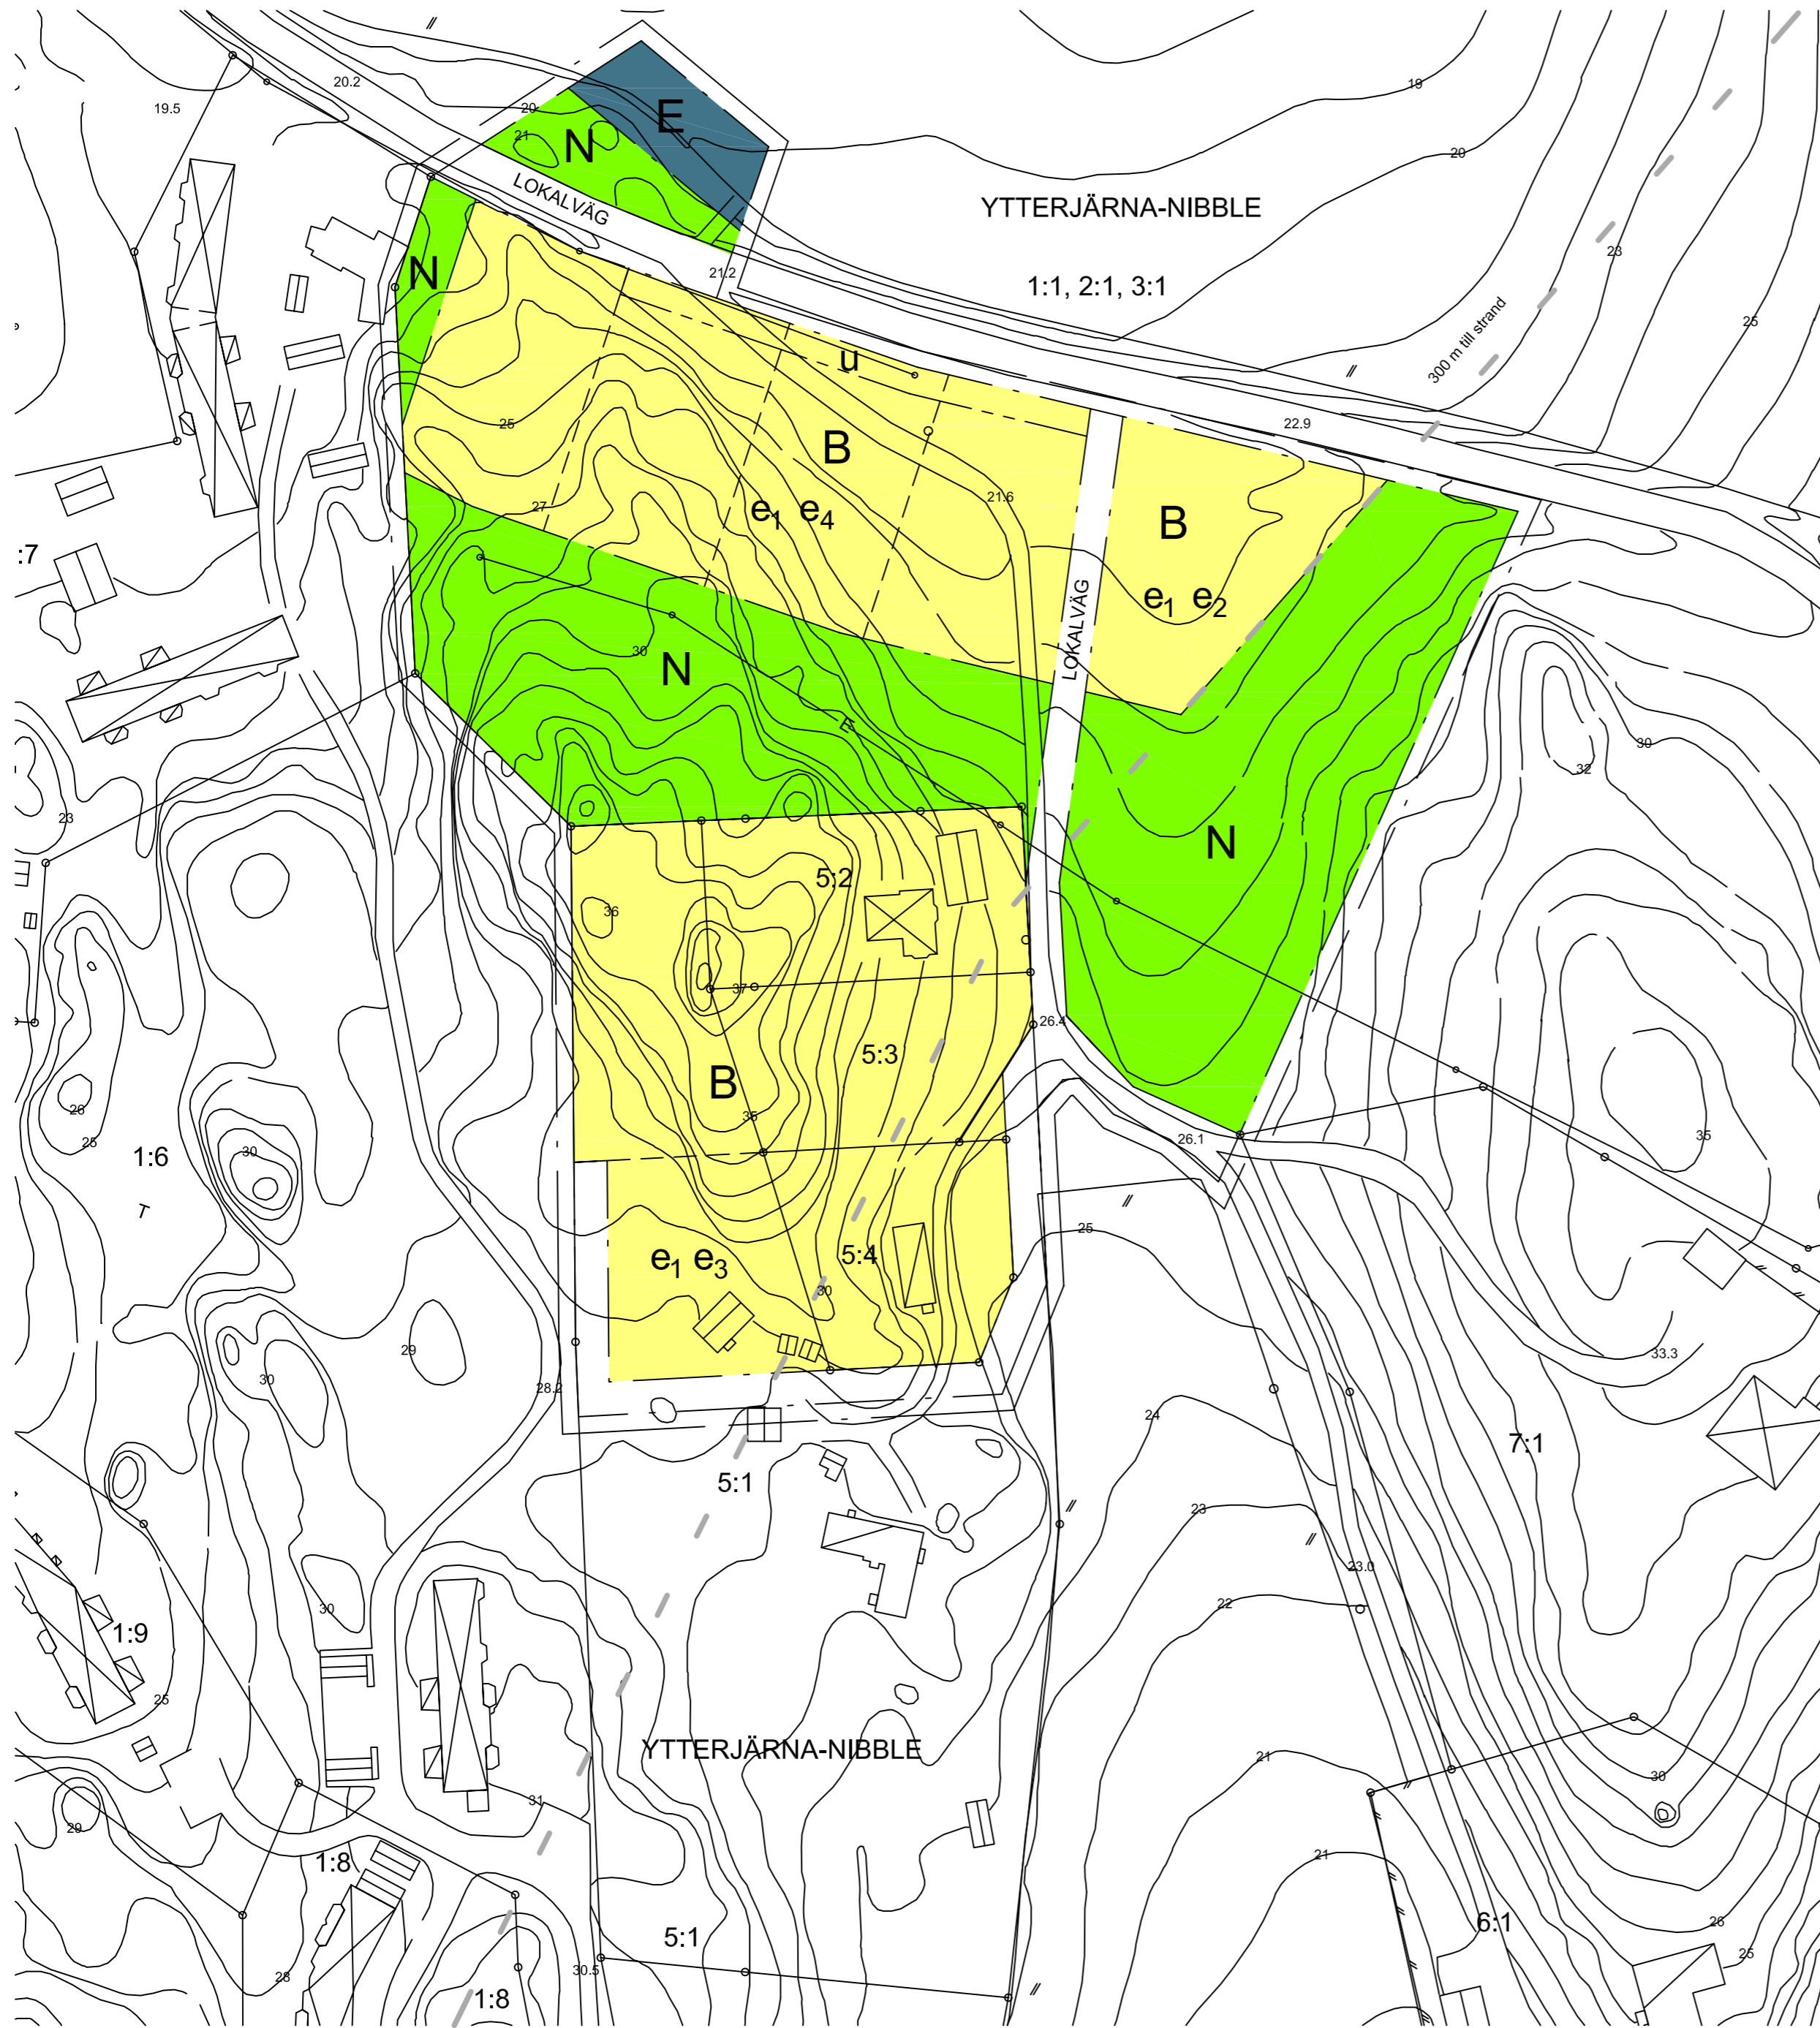 20.2
19.5
20
21
N
E
LOKALVÄG
19
20
YTTERJÄRNA-NIBBLE
1:1, 2:1, 3:1
23
25
300 m till strand
N
21.2
u
22.9
25
B
27
e1 e4
21.6
B
e1 e2
LOKALVÄG
:7
30
N
E
30
32
23
N
5:2
36
37
26.4
5:3
B
35
26.1
35
26
25
30
1:6
T
25
e1 e3
5:4
30
29
30
28.2
33.3
24
7:1
5:1
23
23.0
22
30
1:9
25
YTTERJÄRNA-NIBBLE
21
30
31
29
1:8
21
5:1
6:1
26
25
28
30.5
1:8